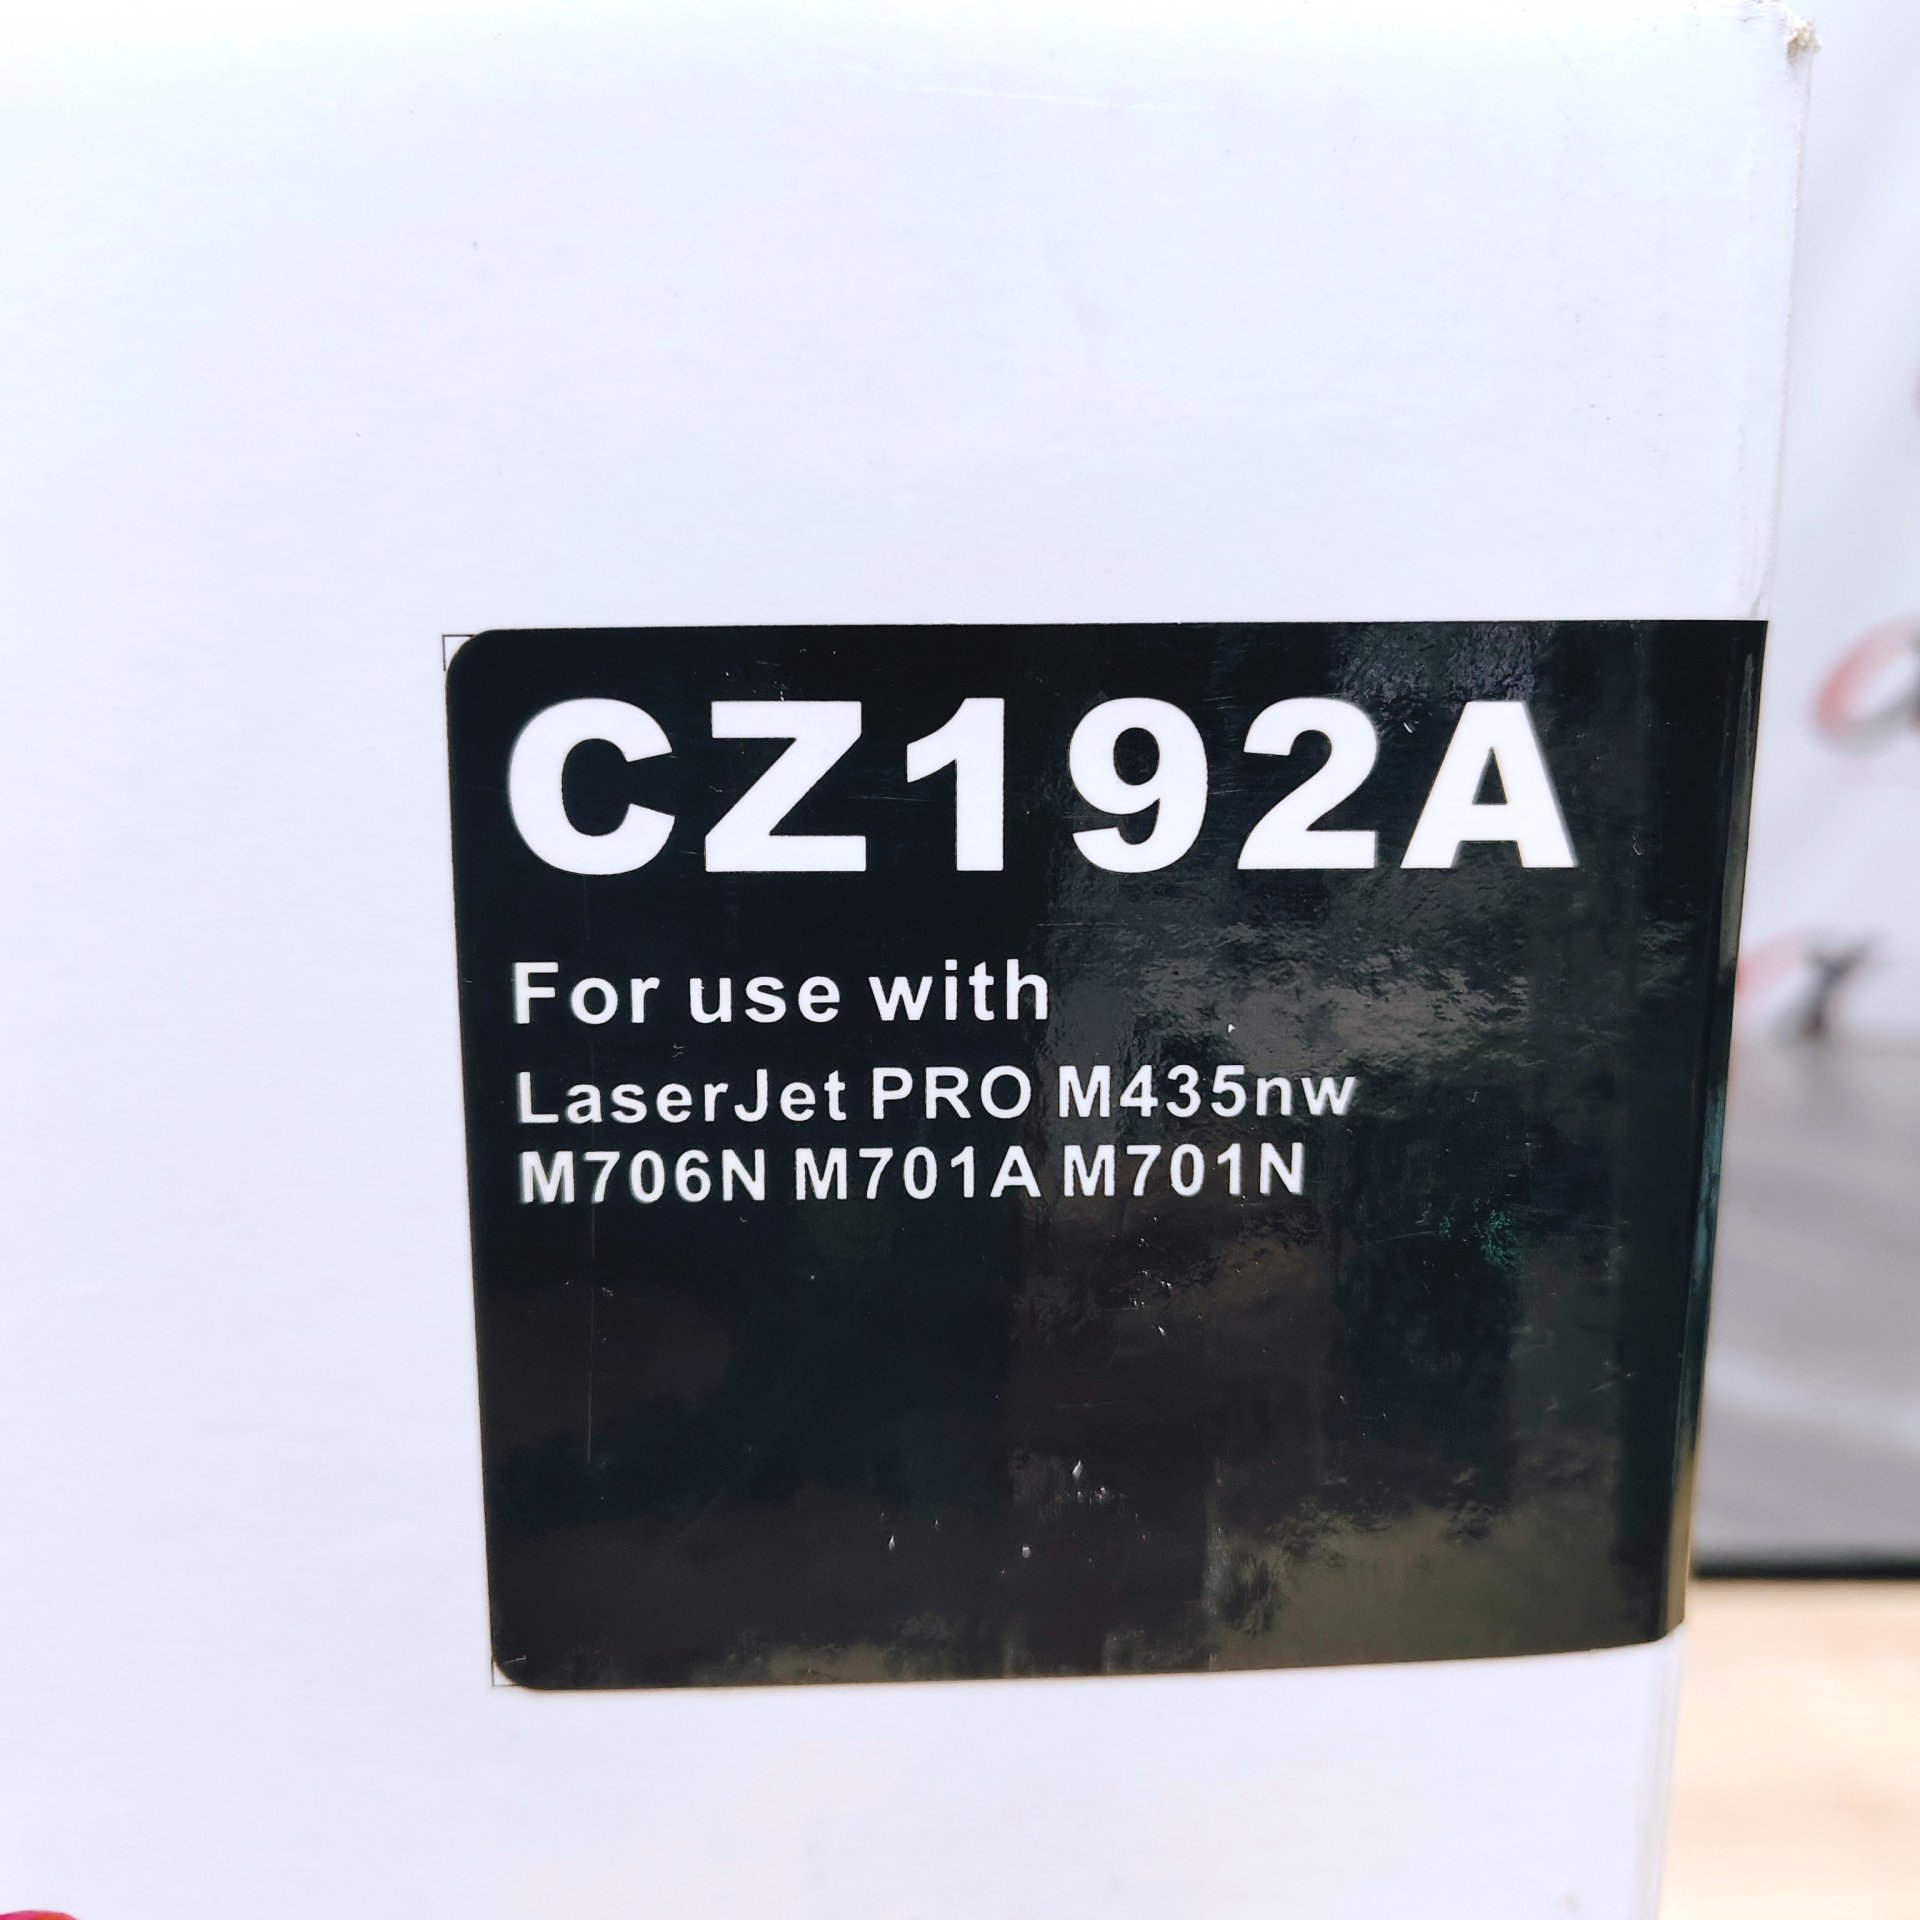 CZ192A
For use with
LaserJet PRO M435nw
M706N M701A M701N